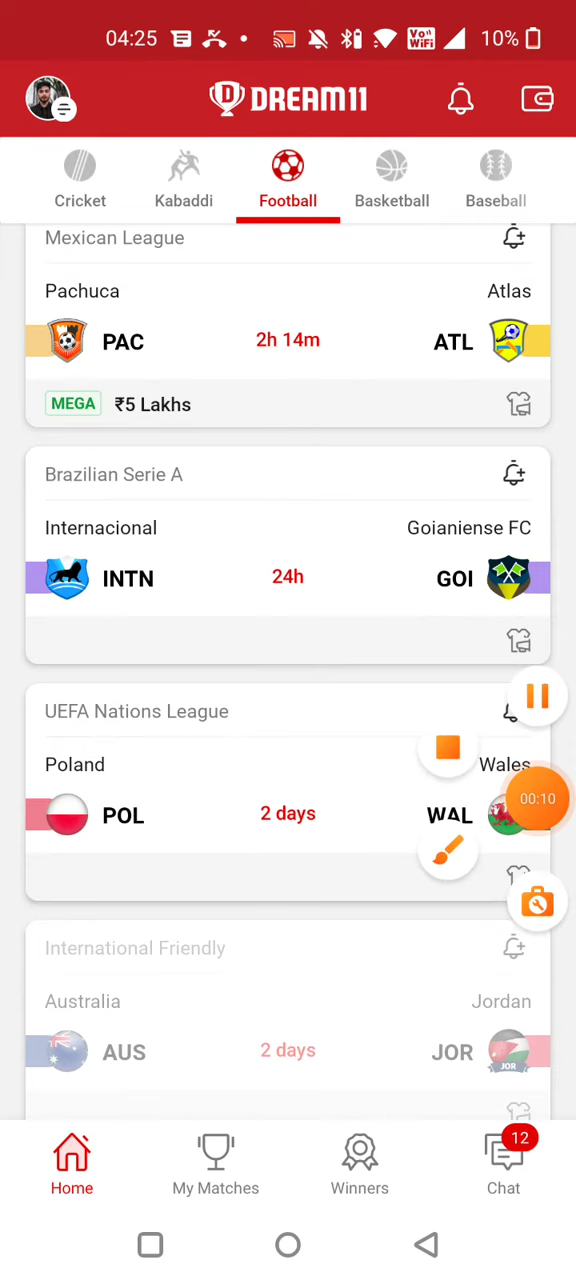 04:25 Vo)) WiFi 10%
DREAM11
Cricket Kabaddi Football Basketball Baseball
Mexican League
Pachuca Atlas
PAC 2h 14m ATL
MEGA ₹5 Lakhs
Brazilian Serie A
Internacional Goianiense FC
INTN 24h GOI
UEFA Nations League
Poland Wales
POL 2 days WAL
00:10
International Friendly
Australia Jordan
AUS 2 days JOR
JOR
12
Home My Matches Winners Chat